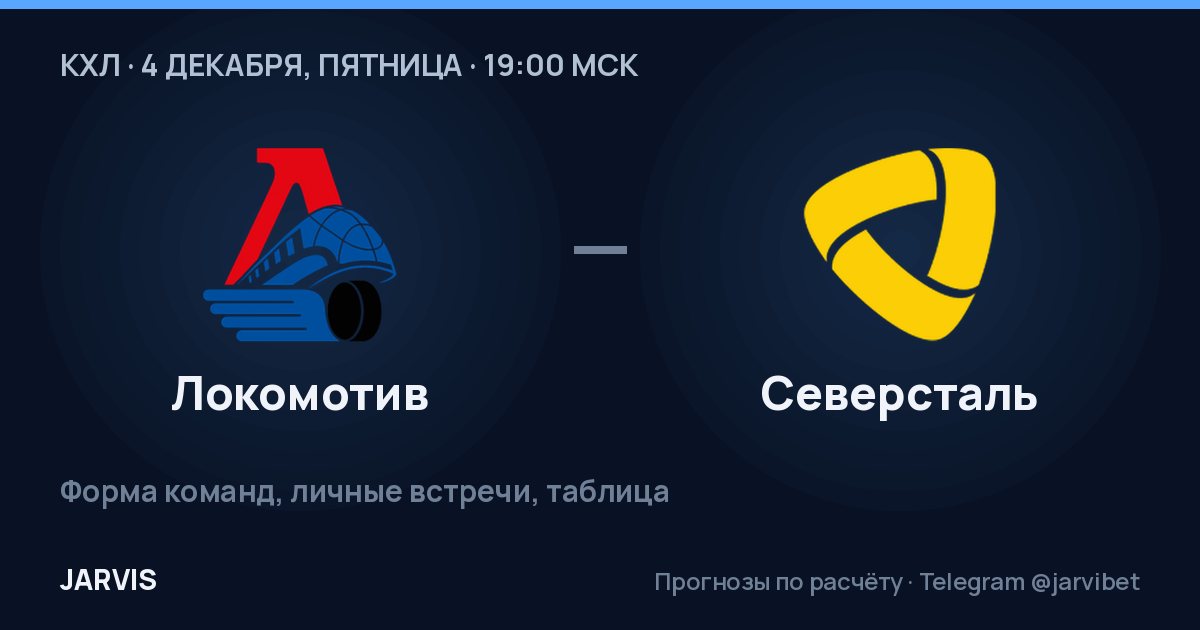 КХЛ · 4 ДЕКАБРЯ, ПЯТНИЦА · 19:00 МСК
Локомотив — Северсталь
Форма команд, личные встречи, таблица
JARVIS
Прогнозы по расчёту · Telegram @jarvibet